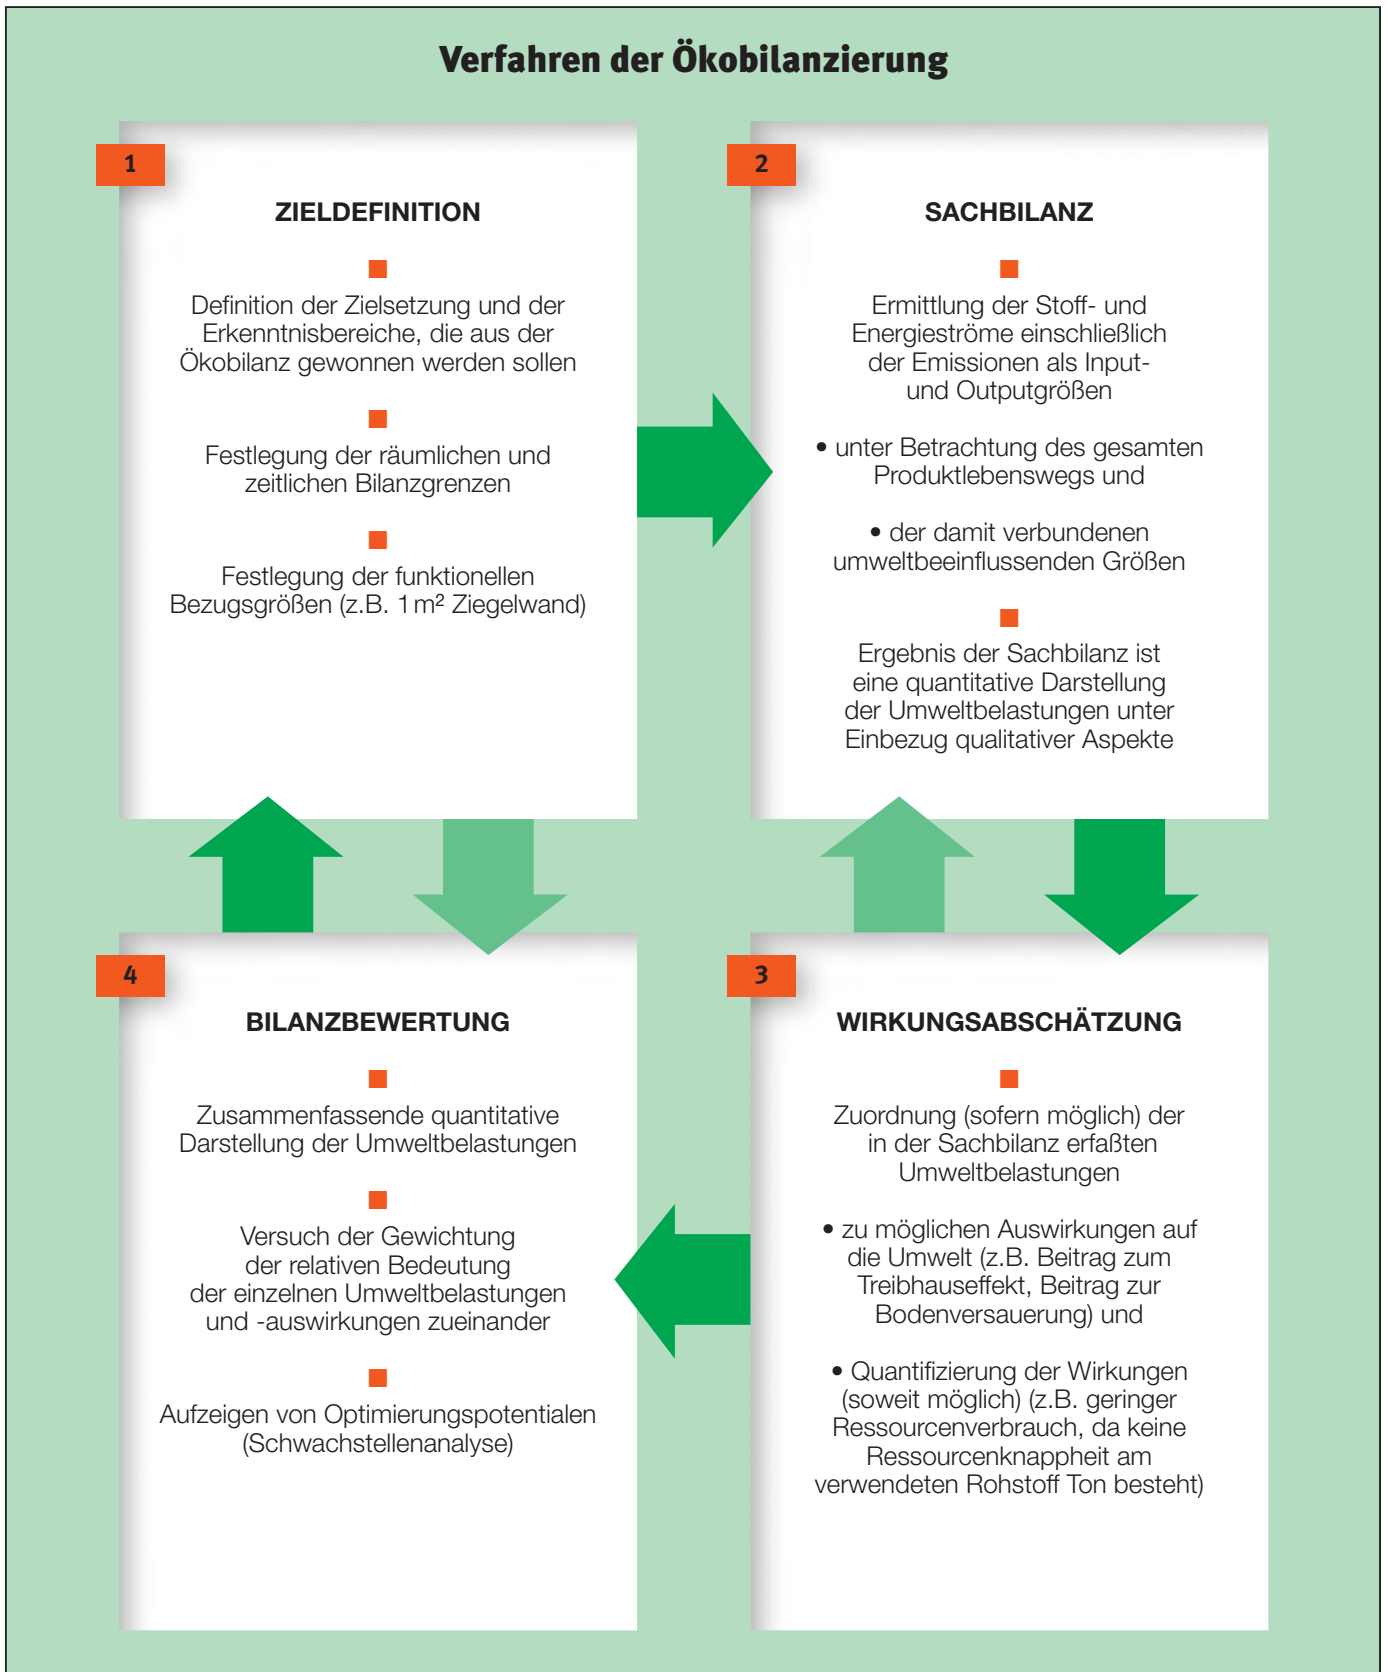 Verfahren der Ökobilanzierung
1
ZIELDEFINITION
Definition der Zielsetzung und der
Erkenntnisbereiche, die aus der
Ökobilanz gewonnen werden sollen
Festlegung der räumlichen und
zeitlichen Bilanzgrenzen
Festlegung der funktionellen
Bezugsgrößen (z.B. 1 m² Ziegelwand)
2
SACHBILANZ
Ermittlung der Stoff- und
Energieströme einschließlich
der Emissionen als Input-
und Outputgrößen
• unter Betrachtung des gesamten
Produktlebenswegs und
• der damit verbundenen
umweltbeeinflussenden Größen
Ergebnis der Sachbilanz ist
eine quantitative Darstellung
der Umweltbelastungen unter
Einbezug qualitativer Aspekte
3
WIRKUNGSABSCHÄTZUNG
Zuordnung (sofern möglich) der
in der Sachbilanz erfaßten
Umweltbelastungen
• zu möglichen Auswirkungen auf
die Umwelt (z.B. Beitrag zum
Treibhauseffekt, Beitrag zur
Bodenversauerung) und
• Quantifizierung der Wirkungen
(soweit möglich) (z.B. geringer
Ressourcenverbrauch, da keine
Ressourcenknappheit am
verwendeten Rohstoff Ton besteht)
4
BILANZBEWERTUNG
Zusammenfassende quantitative
Darstellung der Umweltbelastungen
Versuch der Gewichtung
der relativen Bedeutung
der einzelnen Umweltbelastungen
und -auswirkungen zueinander
Aufzeigen von Optimierungspotentialen
(Schwachstellenanalyse)